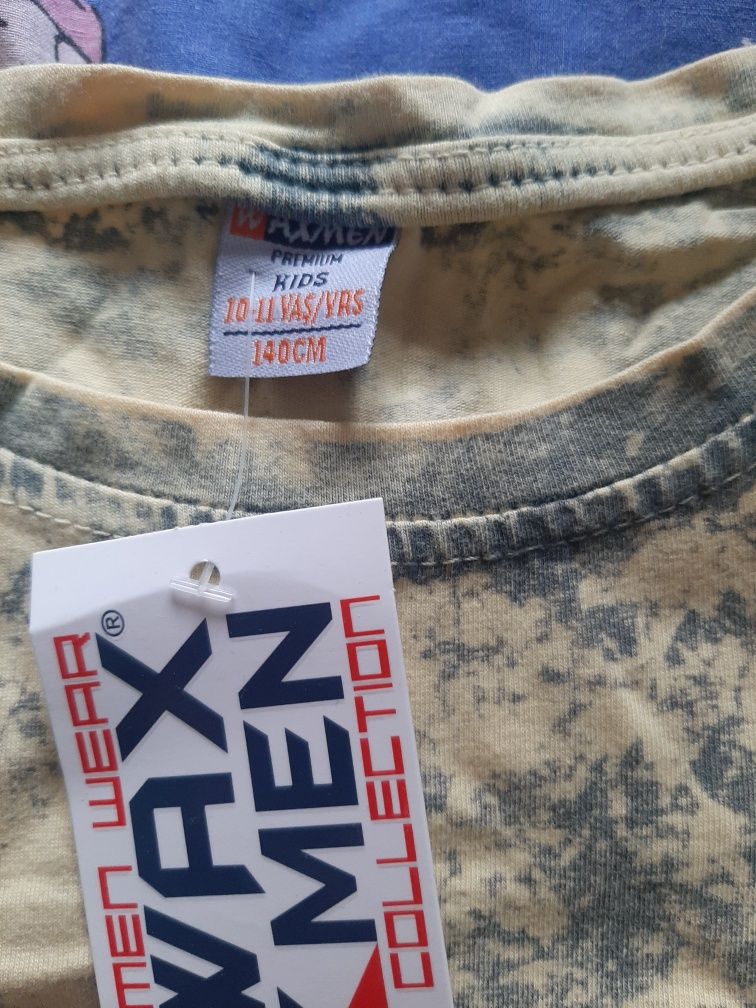 WAXMEN
PREMIUM
KIDS
10-11 YAŞ/YRS
140CM
MEN WEAR
WAX®
MEN
COLLECTION